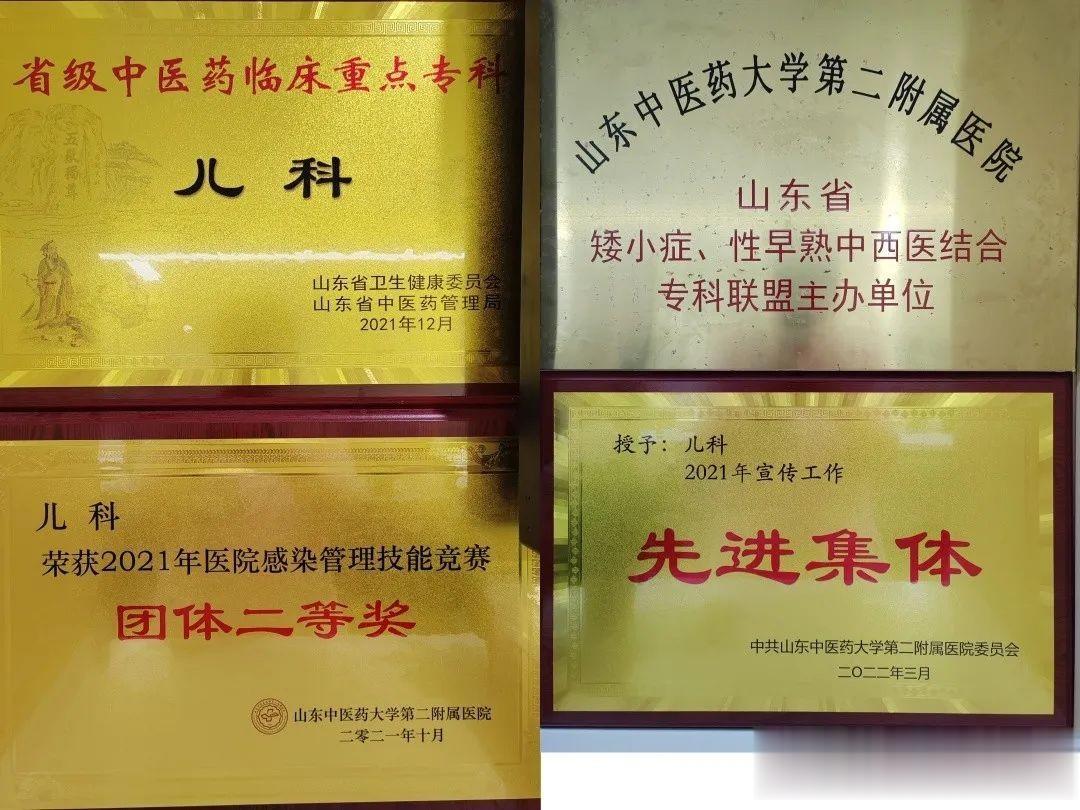 省级中医药临床重点专科
儿科
山东省卫生健康委员会
山东省中医药管理局
2021年12月
山东中医药大学第二附属医院
山东省
矮小症、性早熟中西医结合
专科联盟主办单位
儿科
荣获2021年医院感染管理技能竞赛
团体二等奖
山东中医药大学第二附属医院
二零二一年十月
授予：儿科
2021年宣传工作
先进集体
中共山东中医药大学第二附属医院委员会
二〇二二年三月